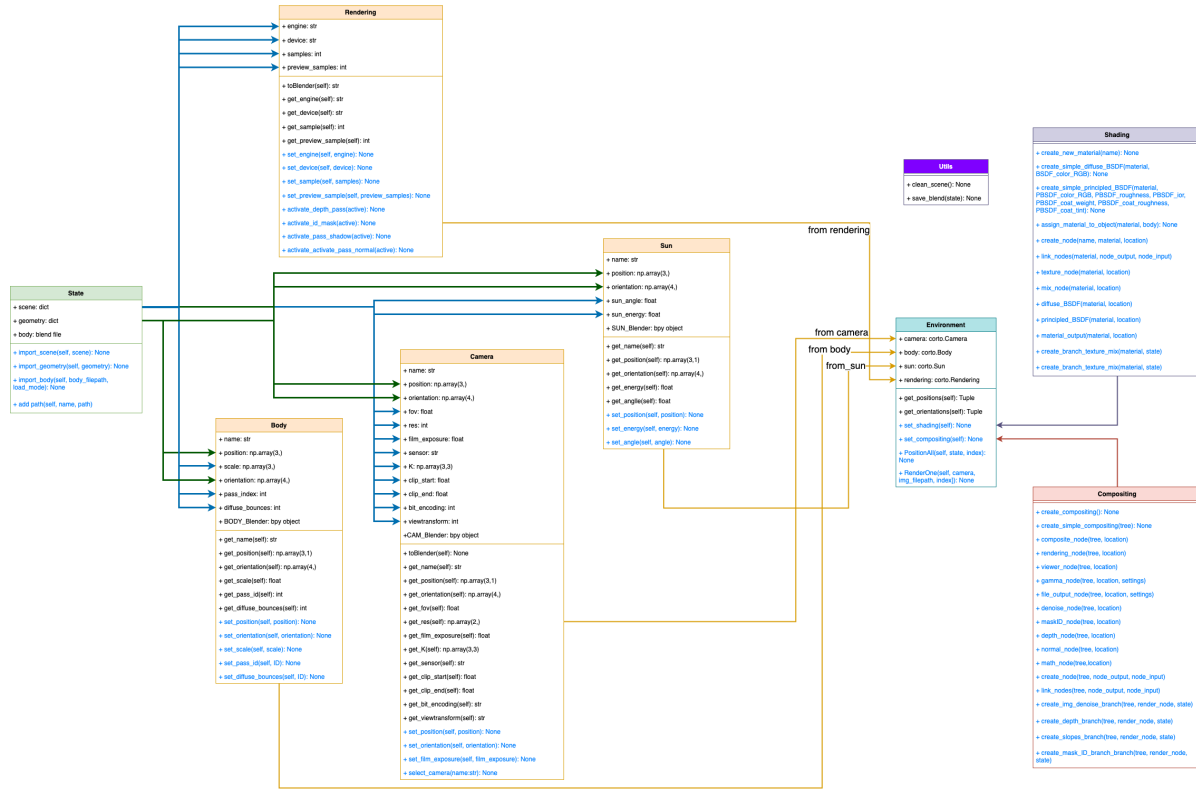 Rendering
+ engine: str
+ device: str
+ samples: int
+ preview_samples: int
+ toBlender(self): str
+ get_engine(self): str
+ get_device(self): str
+ get_sample(self): int
+ get_preview_sample(self): int
+ set_engine(self, engine): None
+ set_device(self, device): None
+ set_sample(self, samples): None
+ set_preview_sample(self, preview_samples): None
+ activate_depth_pass(active): None
+ activate_id_mask(active): None
+ activate_pass_shadow(active): None
+ activate_activate_pass_normal(active): None
State
+ scene: dict
+ geometry: dict
+ body: blend file
+ import_scene(self, scene): None
+ import_geometry(self, geometry): None
+ import_body(self, body_filepath,
load_mode): None
+ add path(self, name, path)
Body
+ name: str
+ position: np.array(3,)
+ scale: np.array(3,)
+ orientation: np.array(4,)
+ pass_index: int
+ diffuse_bounces: int
+ BODY_Blender: bpy object
+ get_name(self): str
+ get_position(self): np.array(3,1)
+ get_orientation(self): np.array(4,)
+ get_scale(self): float
+ get_pass_id(self): int
+ get_diffuse_bounces(self): int
+ set_position(self, position): None
+ set_orientation(self, orientation): None
+ set_scale(self, scale): None
+ set_pass_id(self, ID): None
+ set_diffuse_bounces(self, ID): None
Camera
+ name: str
+ position: np.array(3,)
+ orientation: np.array(4,)
+ fov: float
+ res: int
+ film_exposure: float
+ sensor: str
+ K: np.array(3,3)
+ clip_start: float
+ clip_end: float
+ bit_encoding: int
+ viewtransform: int
+CAM_Blender: bpy object
+ toBlender(self): None
+ get_name(self): str
+ get_position(self): np.array(3,1)
+ get_orientation(self): np.array(4,)
+ get_fov(self): float
+ get_res(self): np.array(2,)
+ get_film_exposure(self): float
+ get_K(self): np.array(3,3)
+ get_sensor(self): str
+ get_clip_start(self): float
+ get_clip_end(self): float
+ get_bit_encoding(self): str
+ get_viewtransform(self): str
+ set_position(self, position): None
+ set_orientation(self, orientation): None
+ set_film_exposure(self, film_exposure): None
+ select_camera(name:str): None
Sun
+ name: str
+ position: np.array(3,)
+ orientation: np.array(4,)
+ sun_angle: float
+ sun_energy: float
+ SUN_Blender: bpy object
+ get_name(self): str
+ get_position(self): np.array(3,1)
+ get_orientation(self): np.array(4,)
+ get_energy(self): float
+ get_anglle(self): float
+ set_position(self, position): None
+ set_energy(self, energy): None
+ set_angle(self, angle): None
from rendering
from camera
from body
from_sun
Utils
+ clean_scene(): None
+ save_blend(state): None
Environment
+ camera: corto.Camera
+ body: corto.Body
+ sun: corto.Sun
+ rendering: corto.Rendering
+ get_positions(self): Tuple
+ get_orientations(self): Tuple
+ set_shading(self): None
+ set_compositing(self): None
+ PositionAll(self, state, index):
None
+ RenderOne(self, camera,
img_filepath, index[): None
Shading
+ create_new_material(name): None
+ create_simple_diffuse_BSDF(material,
BSDF_color_RGB): None
+ create_simple_principled_BSDF(material,
PBSDF_color_RGB, PBSDF_roughness, PBSDF_ior,
PBSDF_coat_weight, PBSDF_coat_roughness,
PBSDF_coat_tint): None
+ assign_material_to_object(material, body): None
+ create_node(name, material, location)
+ link_nodes(material, node_output, node_input)
+ texture_node(material, location)
+ mix_node(material, location)
+ diffuse_BSDF(material, location)
+ principled_BSDF(material, location)
+ material_output(material, location)
+ create_branch_texture_mix(material, state)
+ create_branch_texture_mix(material, state)
Compositing
+ create_compositing(): None
+ create_simple_compositing(tree): None
+ composite_node(tree, location)
+ rendering_node(tree, location)
+ viewer_node(tree, location)
+ gamma_node(tree, location, settings)
+ file_output_node(tree, location, settings)
+ denoise_node(tree, location)
+ maskID_node(tree, location)
+ depth_node(tree, location)
+ normal_node(tree, location)
+ math_node(tree,location)
+ create_node(tree, node_output, node_input)
+ link_nodes(tree, node_output, node_input)
+ create_img_denoise_branch(tree, render_node, state)
+ create_depth_branch(tree, render_node, state)
+ create_slopes_branch(tree, render_node, state)
+ create_mask_ID_branch_branch(tree, render_node,
state)